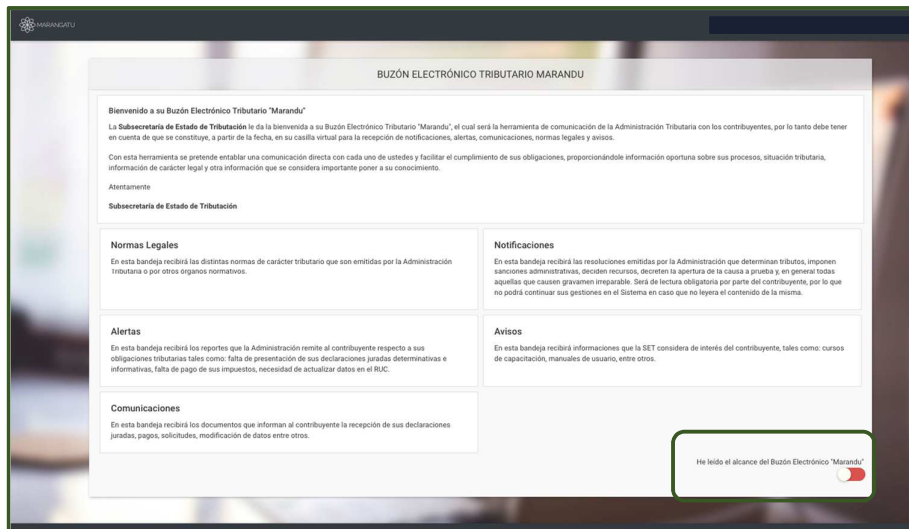 MARANGATU
BUZÓN ELECTRÓNICO TRIBUTARIO MARANDU
Bienvenido a su Buzón Electrónico Tributario "Marandu"
La Subsecretaría de Estado de Tributación le da la bienvenida a su Buzón Electrónico Tributario "Marandu", el cual será la herramienta de comunicación de la Administración Tributaria con los contribuyentes, por lo tanto debe tener
en cuenta de que se constituye, a partir de la fecha, en su casilla virtual para la recepción de notificaciones, alertas, comunicaciones, normas legales y avisos.
Con esta herramienta se pretende entablar una comunicación directa con cada uno de ustedes y facilitar el cumplimiento de sus obligaciones, proporcionándole información oportuna sobre sus procesos, situación tributaria,
información de carácter legal y otra información que se considera importante poner a su conocimiento.
Atentamente
Subsecretaría de Estado de Tributación
Normas Legales
En esta bandeja recibirá las distintas normas de carácter tributario que son emitidas por la Administración
Tributaria o por otros órganos normativos.
Notificaciones
En esta bandeja recibirá las resoluciones emitidas por la Administración que determinan tributos, imponen
sanciones administrativas, deciden recursos, decreten la apertura de la causa a prueba y, en general todas
aquellas que causen gravamen irreparable. Será de lectura obligatoria por parte del contribuyente, por lo que
no podrá continuar sus gestiones en el Sistema en caso que no leyera el contenido de la misma.
Alertas
En esta bandeja recibirá los reportes que la Administración remite al contribuyente respecto a sus
obligaciones tributarias tales como: falta de presentación de sus declaraciones juradas determinativas e
informativas, falta de pago de sus impuestos, necesidad de actualizar datos en el RUC.
Avisos
En esta bandeja recibirá informaciones que la SET considera de interés del contribuyente, tales como: cursos
de capacitación, manuales de usuario, entre otros.
Comunicaciones
En esta bandeja recibirá los documentos que informan al contribuyente la recepción de sus declaraciones
juradas, pagos, solicitudes, modificación de datos entre otros.
He leído el alcance del Buzón Electrónico "Marandu"